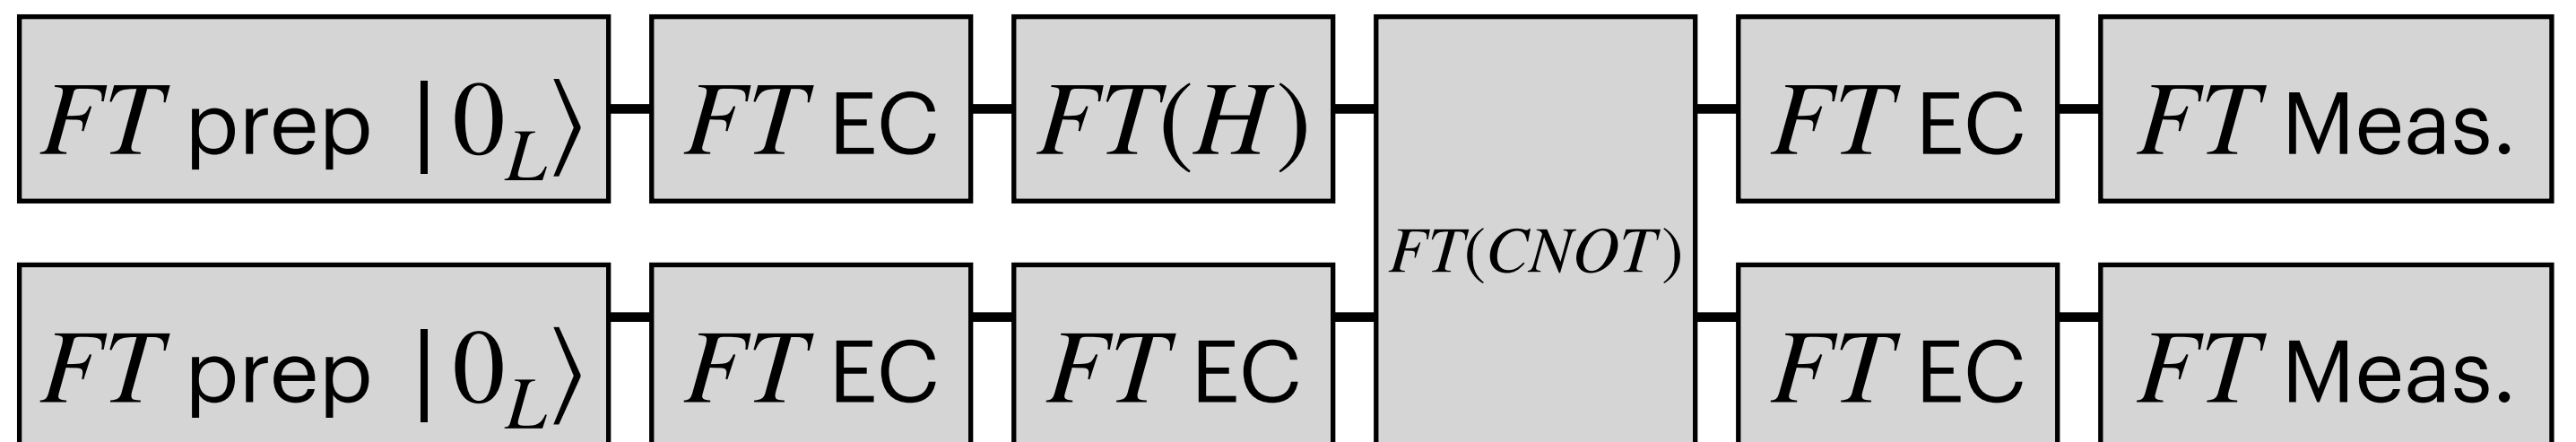 FT prep |0_L⟩ FT EC FT(H) FT EC FT Meas.
FT(CNOT)
FT prep |0_L⟩ FT EC FT EC FT EC FT Meas.